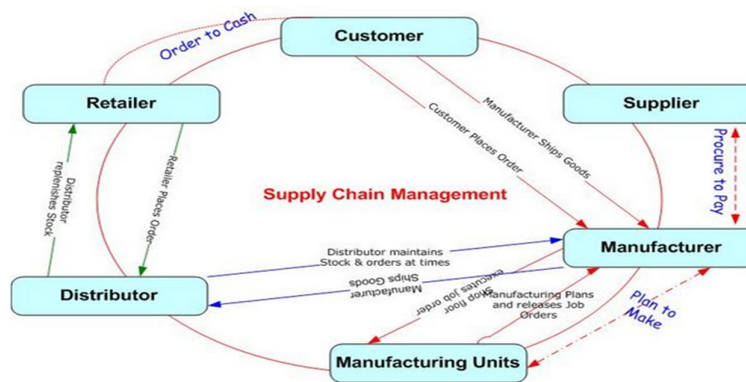 Order to Cash
Customer
Retailer
Supplier
Customer Places Order
Manufacturer Ships Goods
Procure to Pay
Distributor
replenishes Stock
Retailer Places Order
Supply Chain Management
Manufacturer
Distributor maintains
Stock & orders at times
Manufacturer
Ships Goods
Distributor
Shop floor
executes job order
Manufacturing Plans
and releases Job
Orders
Plan to
Make
Manufacturing Units